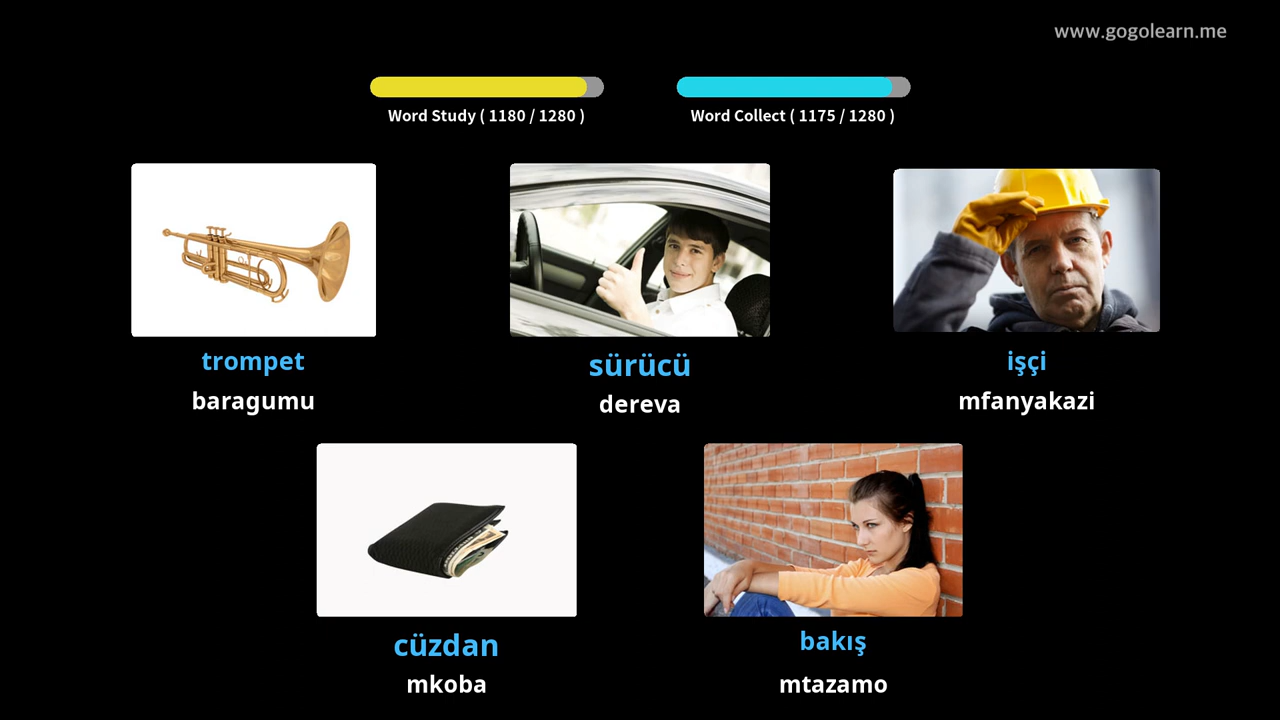 www.gogolearn.me
Word Study ( 1180 / 1280 )
Word Collect ( 1175 / 1280 )
trompet
baragumu
sürücü
dereva
işçi
mfanyakazi
cüzdan
mkoba
bakış
mtazamo